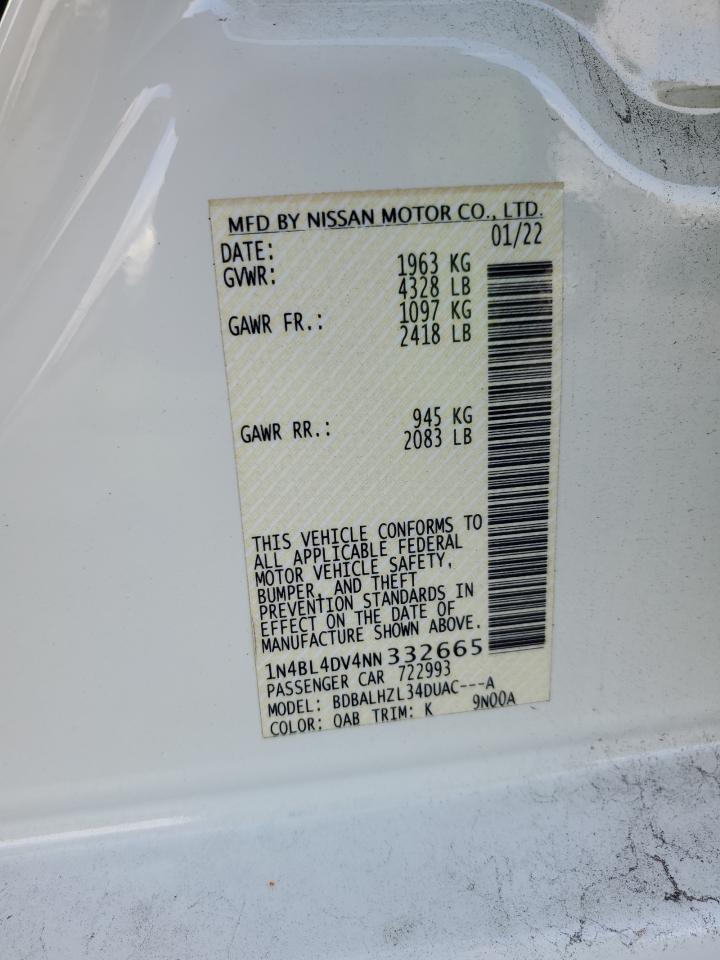 MFD BY NISSAN MOTOR CO., LTD.
DATE: 01/22
GVWR: 1963 KG
4328 LB
GAWR FR.: 1097 KG
2418 LB
GAWR RR.: 945 KG
2083 LB
THIS VEHICLE CONFORMS TO
ALL APPLICABLE FEDERAL
MOTOR VEHICLE SAFETY,
BUMPER, AND THEFT
PREVENTION STANDARDS IN
EFFECT ON THE DATE OF
MANUFACTURE SHOWN ABOVE.
1N4BL4DV4NN332665
PASSENGER CAR 722993
MODEL: BDBALHZL34DUAC---A
COLOR: QAB TRIM: K 9N00A